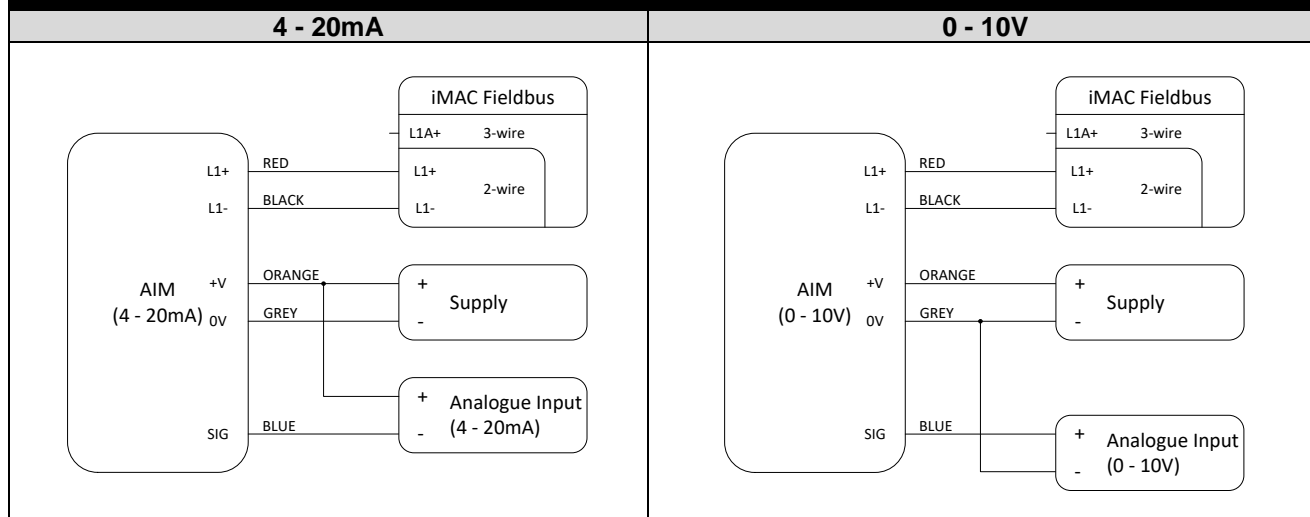 4 - 20mA
iMAC Fieldbus
L1A+ 3-wire
L1+ RED L1+
2-wire
L1- BLACK L1-
+V ORANGE +
AIM
Supply
(4 - 20mA) 0V GREY -
+
Analogue Input
(4 - 20mA)
SIG BLUE -
0 - 10V
iMAC Fieldbus
L1A+ 3-wire
L1+ RED L1+
2-wire
L1- BLACK L1-
+V ORANGE +
AIM
Supply
(0 - 10V) 0V GREY -
SIG BLUE +
Analogue Input
(0 - 10V)
-